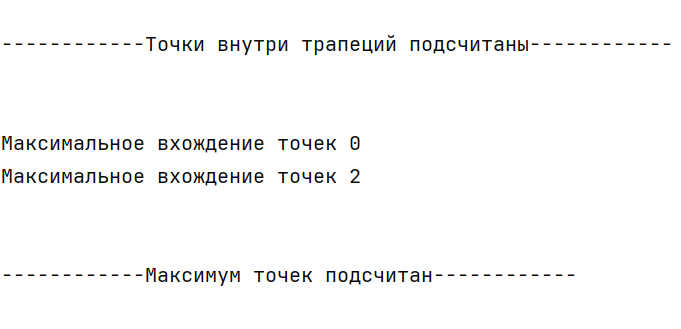 ------------Точки внутри трапеций подсчитаны------------
Максимальное вхождение точек 0
Максимальное вхождение точек 2
------------Максимум точек подсчитан------------